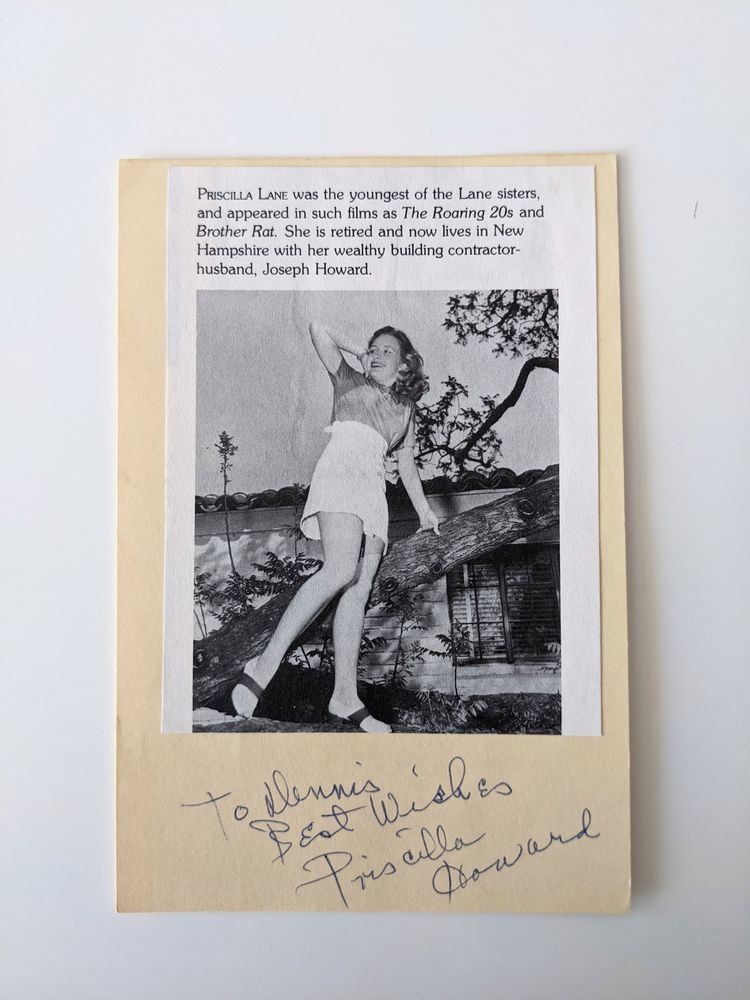 PRISCILLA LANE was the youngest of the Lane sisters,
and appeared in such films as The Roaring 20s and
Brother Rat. She is retired and now lives in New
Hampshire with her wealthy building contractor-
husband, Joseph Howard.
To Dennis
Best Wishes
Priscilla
Howard